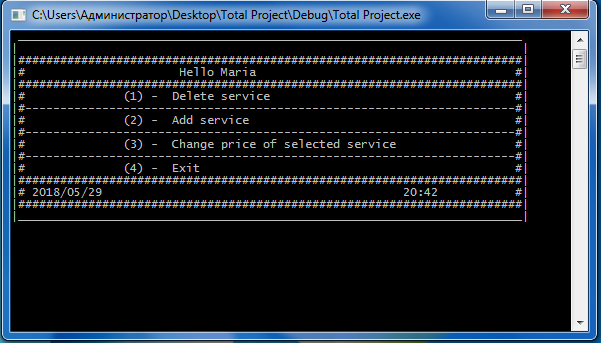 C:\Users\Администратор\Desktop\Total Project\Debug\Total Project.exe
Hello Maria
(1) - Delete service
(2) - Add service
(3) - Change price of selected service
(4) - Exit
2018/05/29 20:42